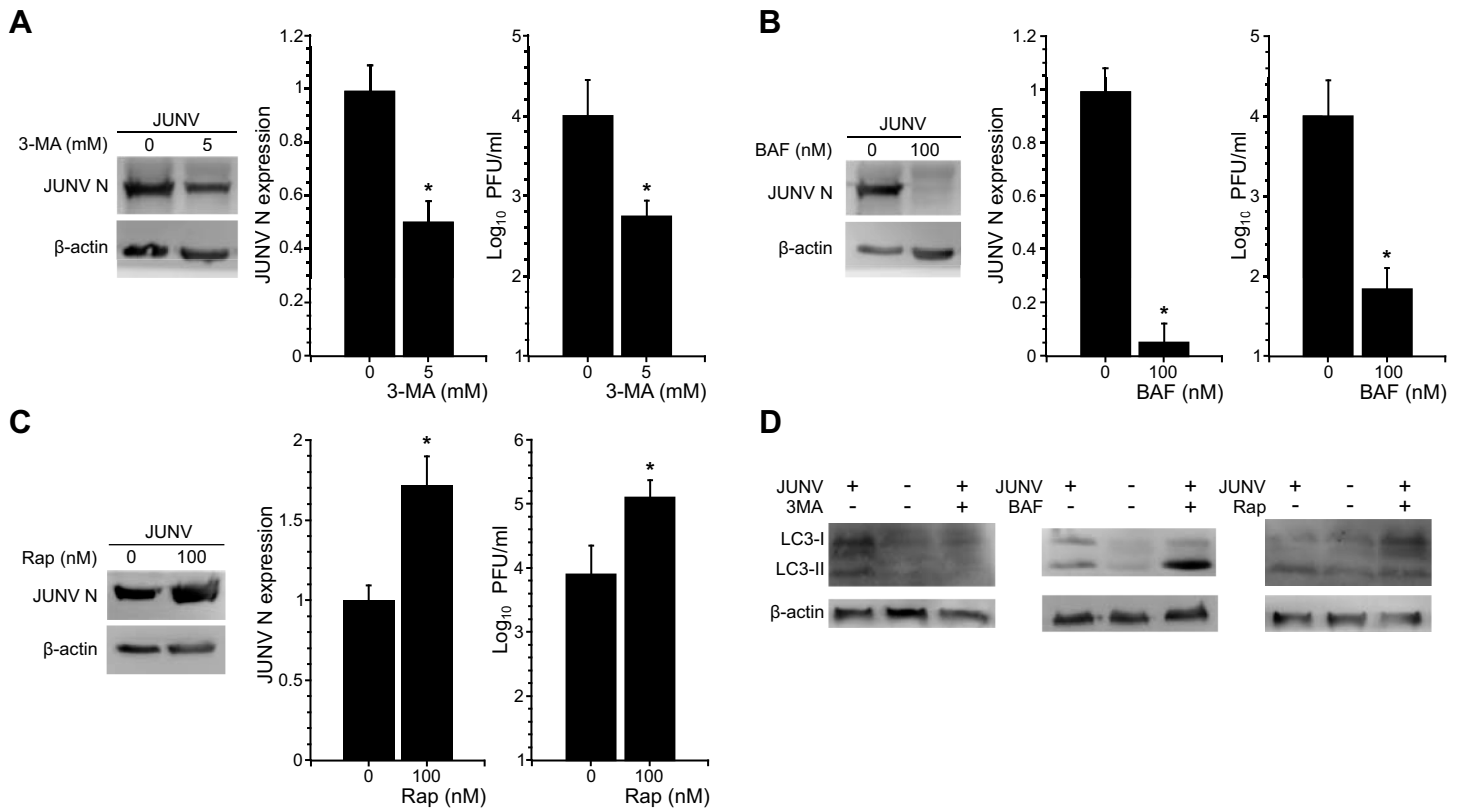 A
JUNV
3-MA (mM) 0 5
JUNV N
β-actin
JUNV N expression
1.2
1
0.8
0.6
0.4
0.2
0
*
0 5
3-MA (mM)
Log₁₀ PFU/ml
5
4
3
2
1
*
0 5
3-MA (mM)
B
JUNV
BAF (nM) 0 100
JUNV N
β-actin
JUNV N expression
1.2
1
0.8
0.6
0.4
0.2
0
*
0 100
BAF (nM)
Log₁₀ PFU/ml
5
4
3
2
1
*
0 100
BAF (nM)
C
JUNV
Rap (nM) 0 100
JUNV N
β-actin
JUNV N expression
2
1.5
1
0.5
0
*
0 100
Rap (nM)
Log₁₀ PFU/ml
6
5
4
3
2
1
*
0 100
Rap (nM)
D
JUNV + - +
3MA - - +
LC3-I
LC3-II
β-actin
JUNV + - +
BAF - - +
JUNV + - +
Rap - - +